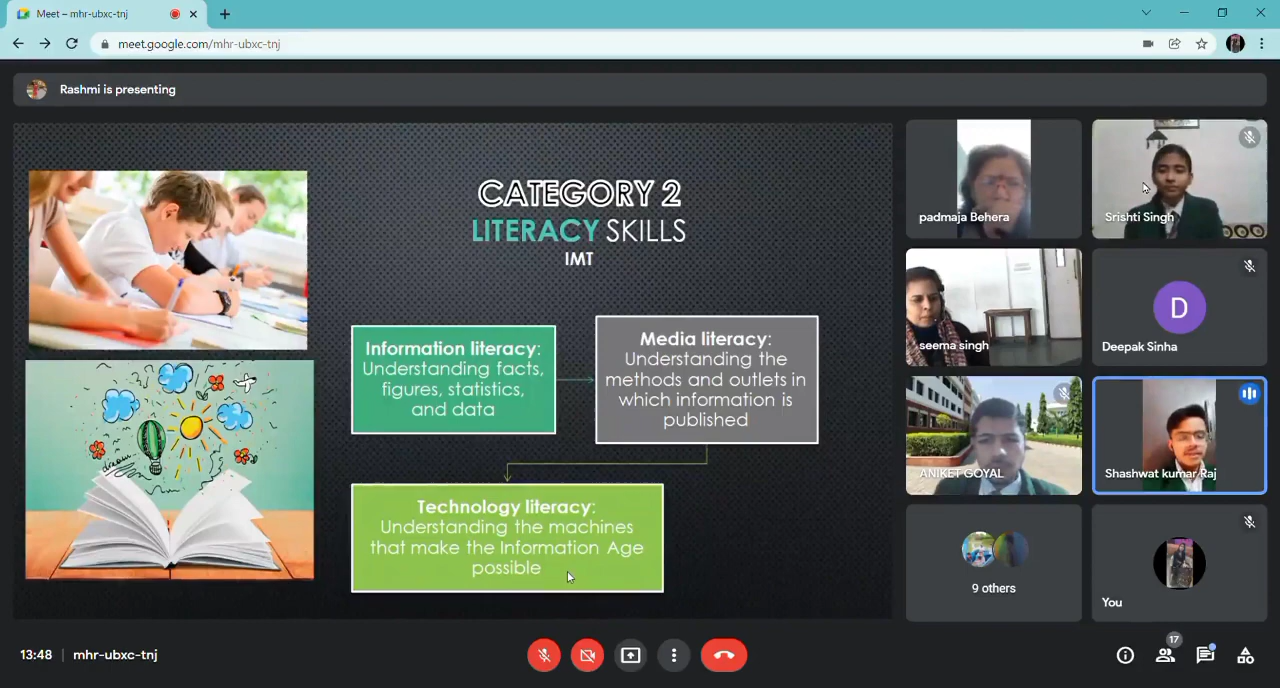 Meet – mhr-ubxc-tnj
meet.google.com/mhr-ubxc-tnj
Rashmi is presenting
CATEGORY 2
LITERACY SKILLS
IMT
Information literacy:
Understanding facts,
figures, statistics,
and data
Media literacy:
Understanding the
methods and outlets in
which information is
published
Technology literacy:
Understanding the machines
that make the Information Age
possible
dream
padmaja Behera
Srishti Singh
seema singh
D
Deepak Sinha
ANIKET GOYAL
Shashwat kumar Raj
9 others
You
13:48
mhr-ubxc-tnj
17